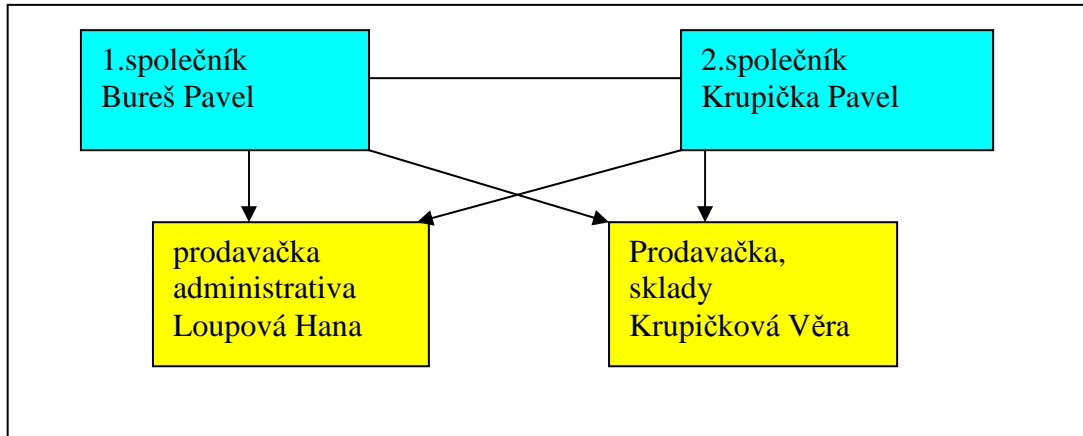 1.společník
Bureš Pavel
2.společník
Krupička Pavel
prodavačka
administrativa
Loupová Hana
Prodavačka,
sklady
Krupičková Věra